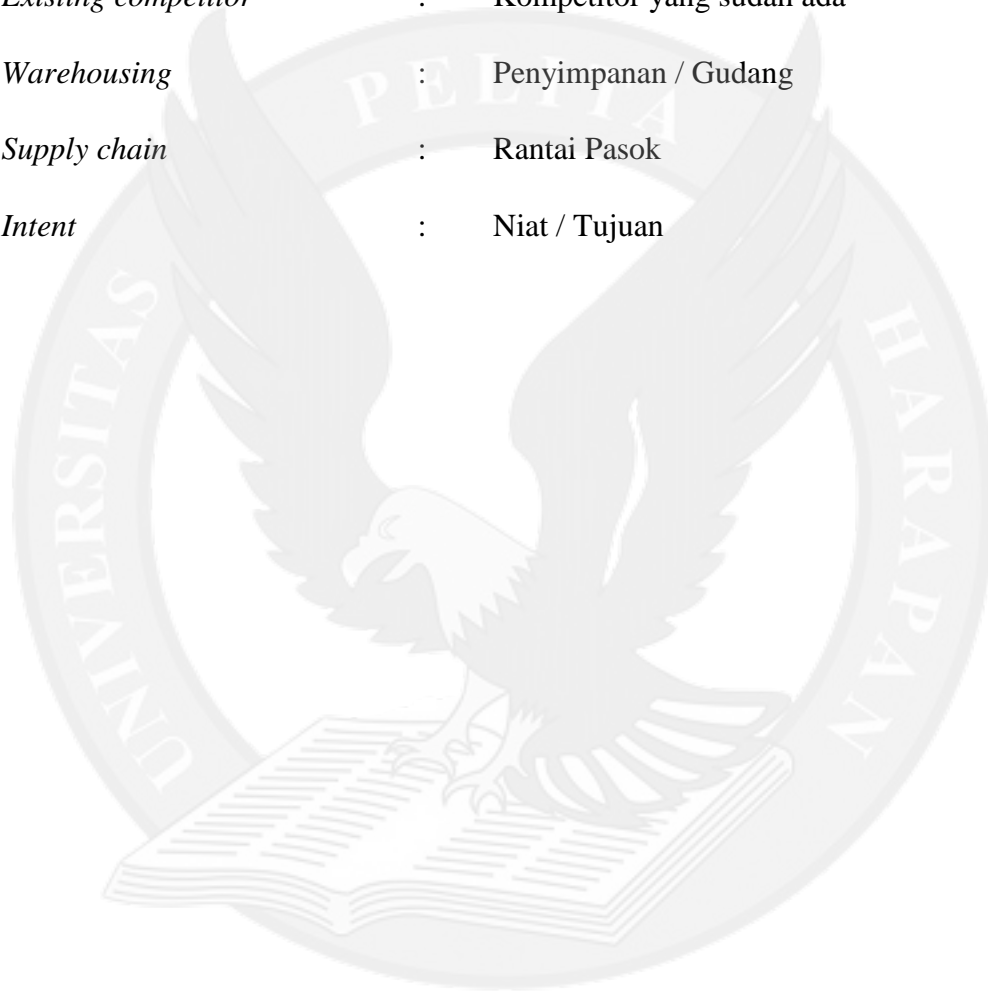 Existing competitor : Kompetitor yang sudah ada
Warehousing : Penyimpanan / Gudang
Supply chain : Rantai Pasok
Intent : Niat / Tujuan
UNIVERSITAS PELITA HARAPAN